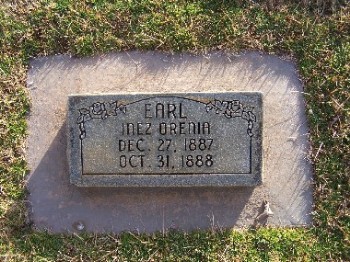 EARL
INEZ ORENIA
DEC. 27, 1887
OCT. 31, 1888